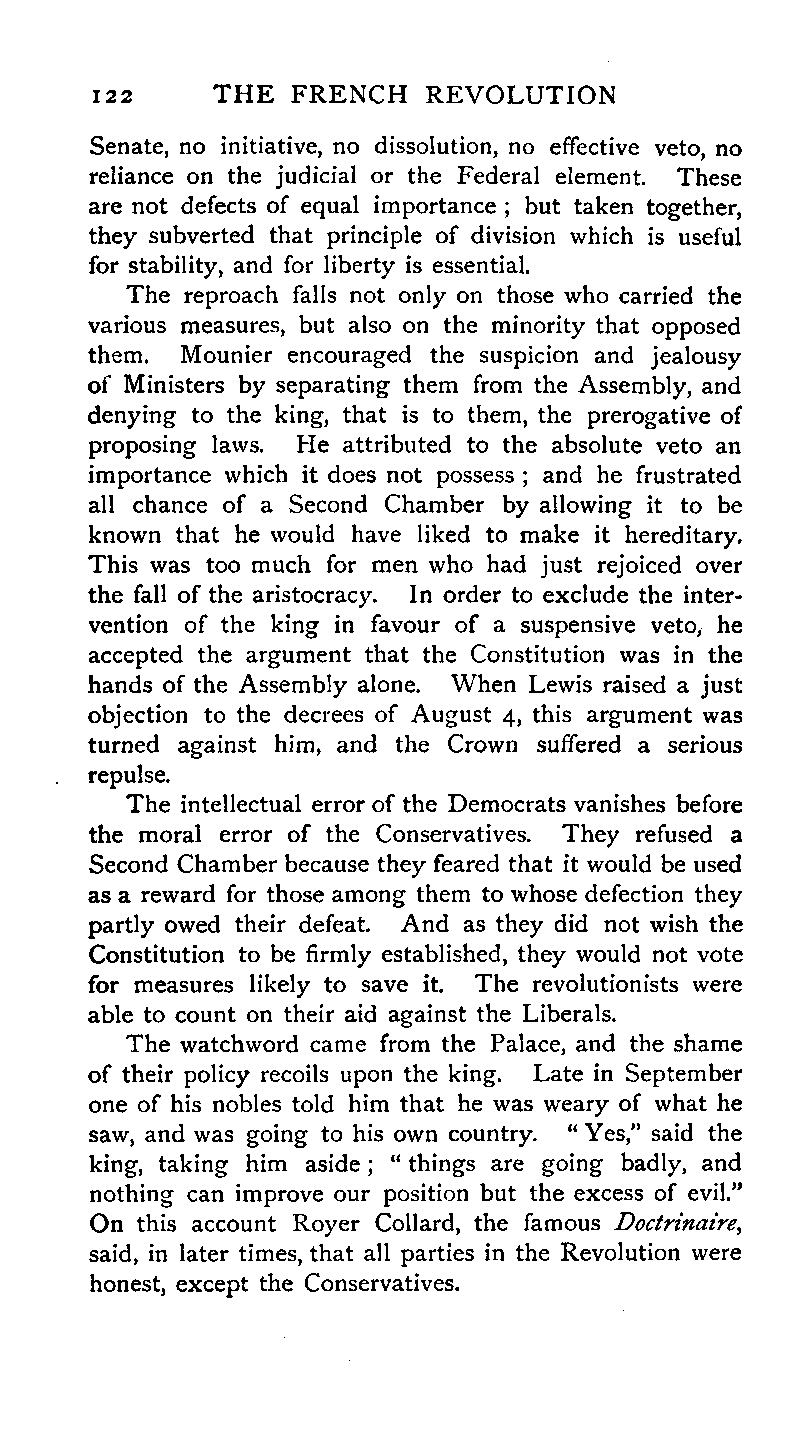 122 THE FRENCH REVOLUTION
Senate, no initiative, no dissolution, no effective veto, no
reliance on the judicial or the Federal element. These
are not defects of equal importance ; but taken together,
they subverted that principle of division which is useful
for stability, and for liberty is essential.
The reproach falls not only on those who carried the
various measures, but also on the minority that opposed
them. Mounier encouraged the suspicion and jealousy
of Ministers by separating them from the Assembly, and
denying to the king, that is to them, the prerogative of
proposing laws. He attributed to the absolute veto an
importance which it does not possess ; and he frustrated
all chance of a Second Chamber by allowing it to be
known that he would have liked to make it hereditary.
This was too much for men who had just rejoiced over
the fall of the aristocracy. In order to exclude the inter-
vention of the king in favour of a suspensive veto, he
accepted the argument that the Constitution was in the
hands of the Assembly alone. When Lewis raised a just
objection to the decrees of August 4, this argument was
turned against him, and the Crown suffered a serious
repulse.
The intellectual error of the Democrats vanishes before
the moral error of the Conservatives. They refused a
Second Chamber because they feared that it would be used
as a reward for those among them to whose defection they
partly owed their defeat. And as they did not wish the
Constitution to be firmly established, they would not vote
for measures likely to save it. The revolutionists were
able to count on their aid against the Liberals.
The watchword came from the Palace, and the shame
of their policy recoils upon the king. Late in September
one of his nobles told him that he was weary of what he
saw, and was going to his own country. “ Yes,” said the
king, taking him aside ; “ things are going badly, and
nothing can improve our position but the excess of evil.”
On this account Royer Collard, the famous Doctrinaire,
said, in later times, that all parties in the Revolution were
honest, except the Conservatives.